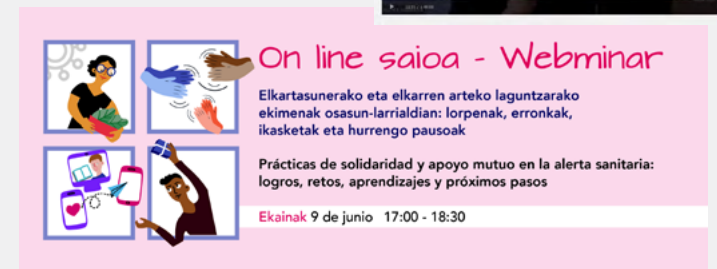 On line saioa - Webminar
Elkartasunerako eta elkarren arteko laguntzarako
ekimenak osasun-larrialdian: lorpenak, erronkak,
ikasketak eta hurrengo pausoak
Prácticas de solidaridad y apoyo mutuo en la alerta sanitaria:
logros, retos, aprendizajes y próximos pasos
Ekainak 9 de junio 17:00 - 18:30